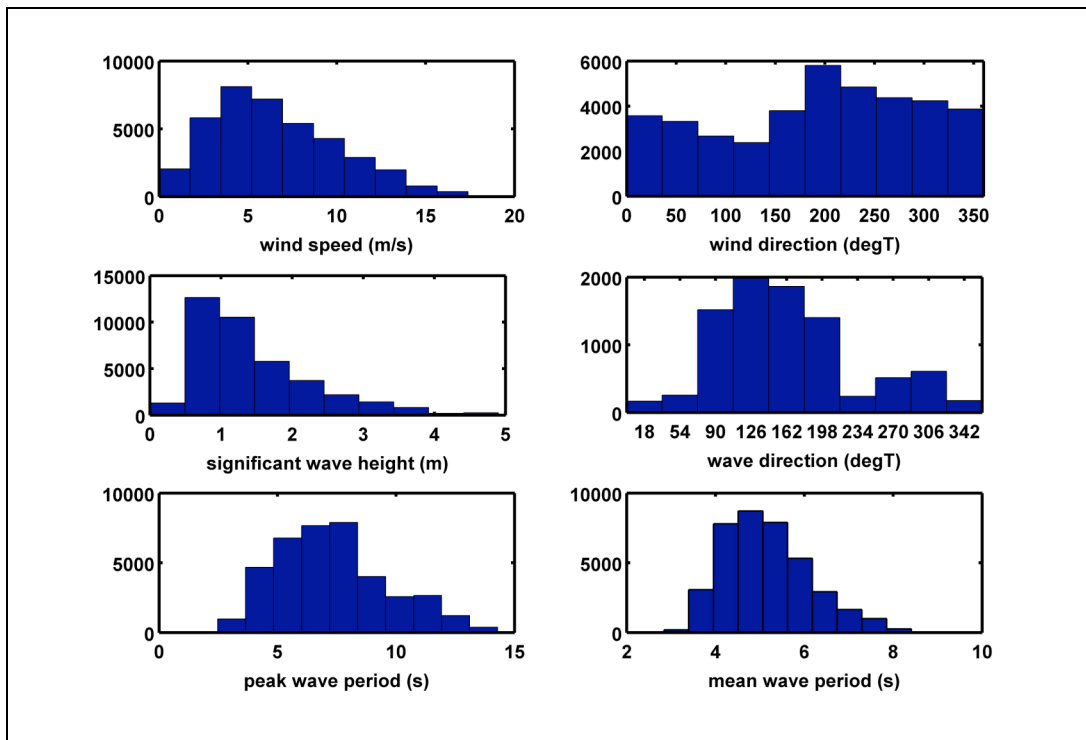 10000
5000
0
0 5 10 15 20
wind speed (m/s)
6000
4000
2000
0
0 50 100 150 200 250 300 350
wind direction (degT)
15000
10000
5000
0
0 1 2 3 4 5
significant wave height (m)
2000
1000
0
18 54 90 126 162 198 234 270 306 342
wave direction (degT)
10000
5000
0
0 5 10 15
peak wave period (s)
10000
5000
0
2 4 6 8 10
mean wave period (s)